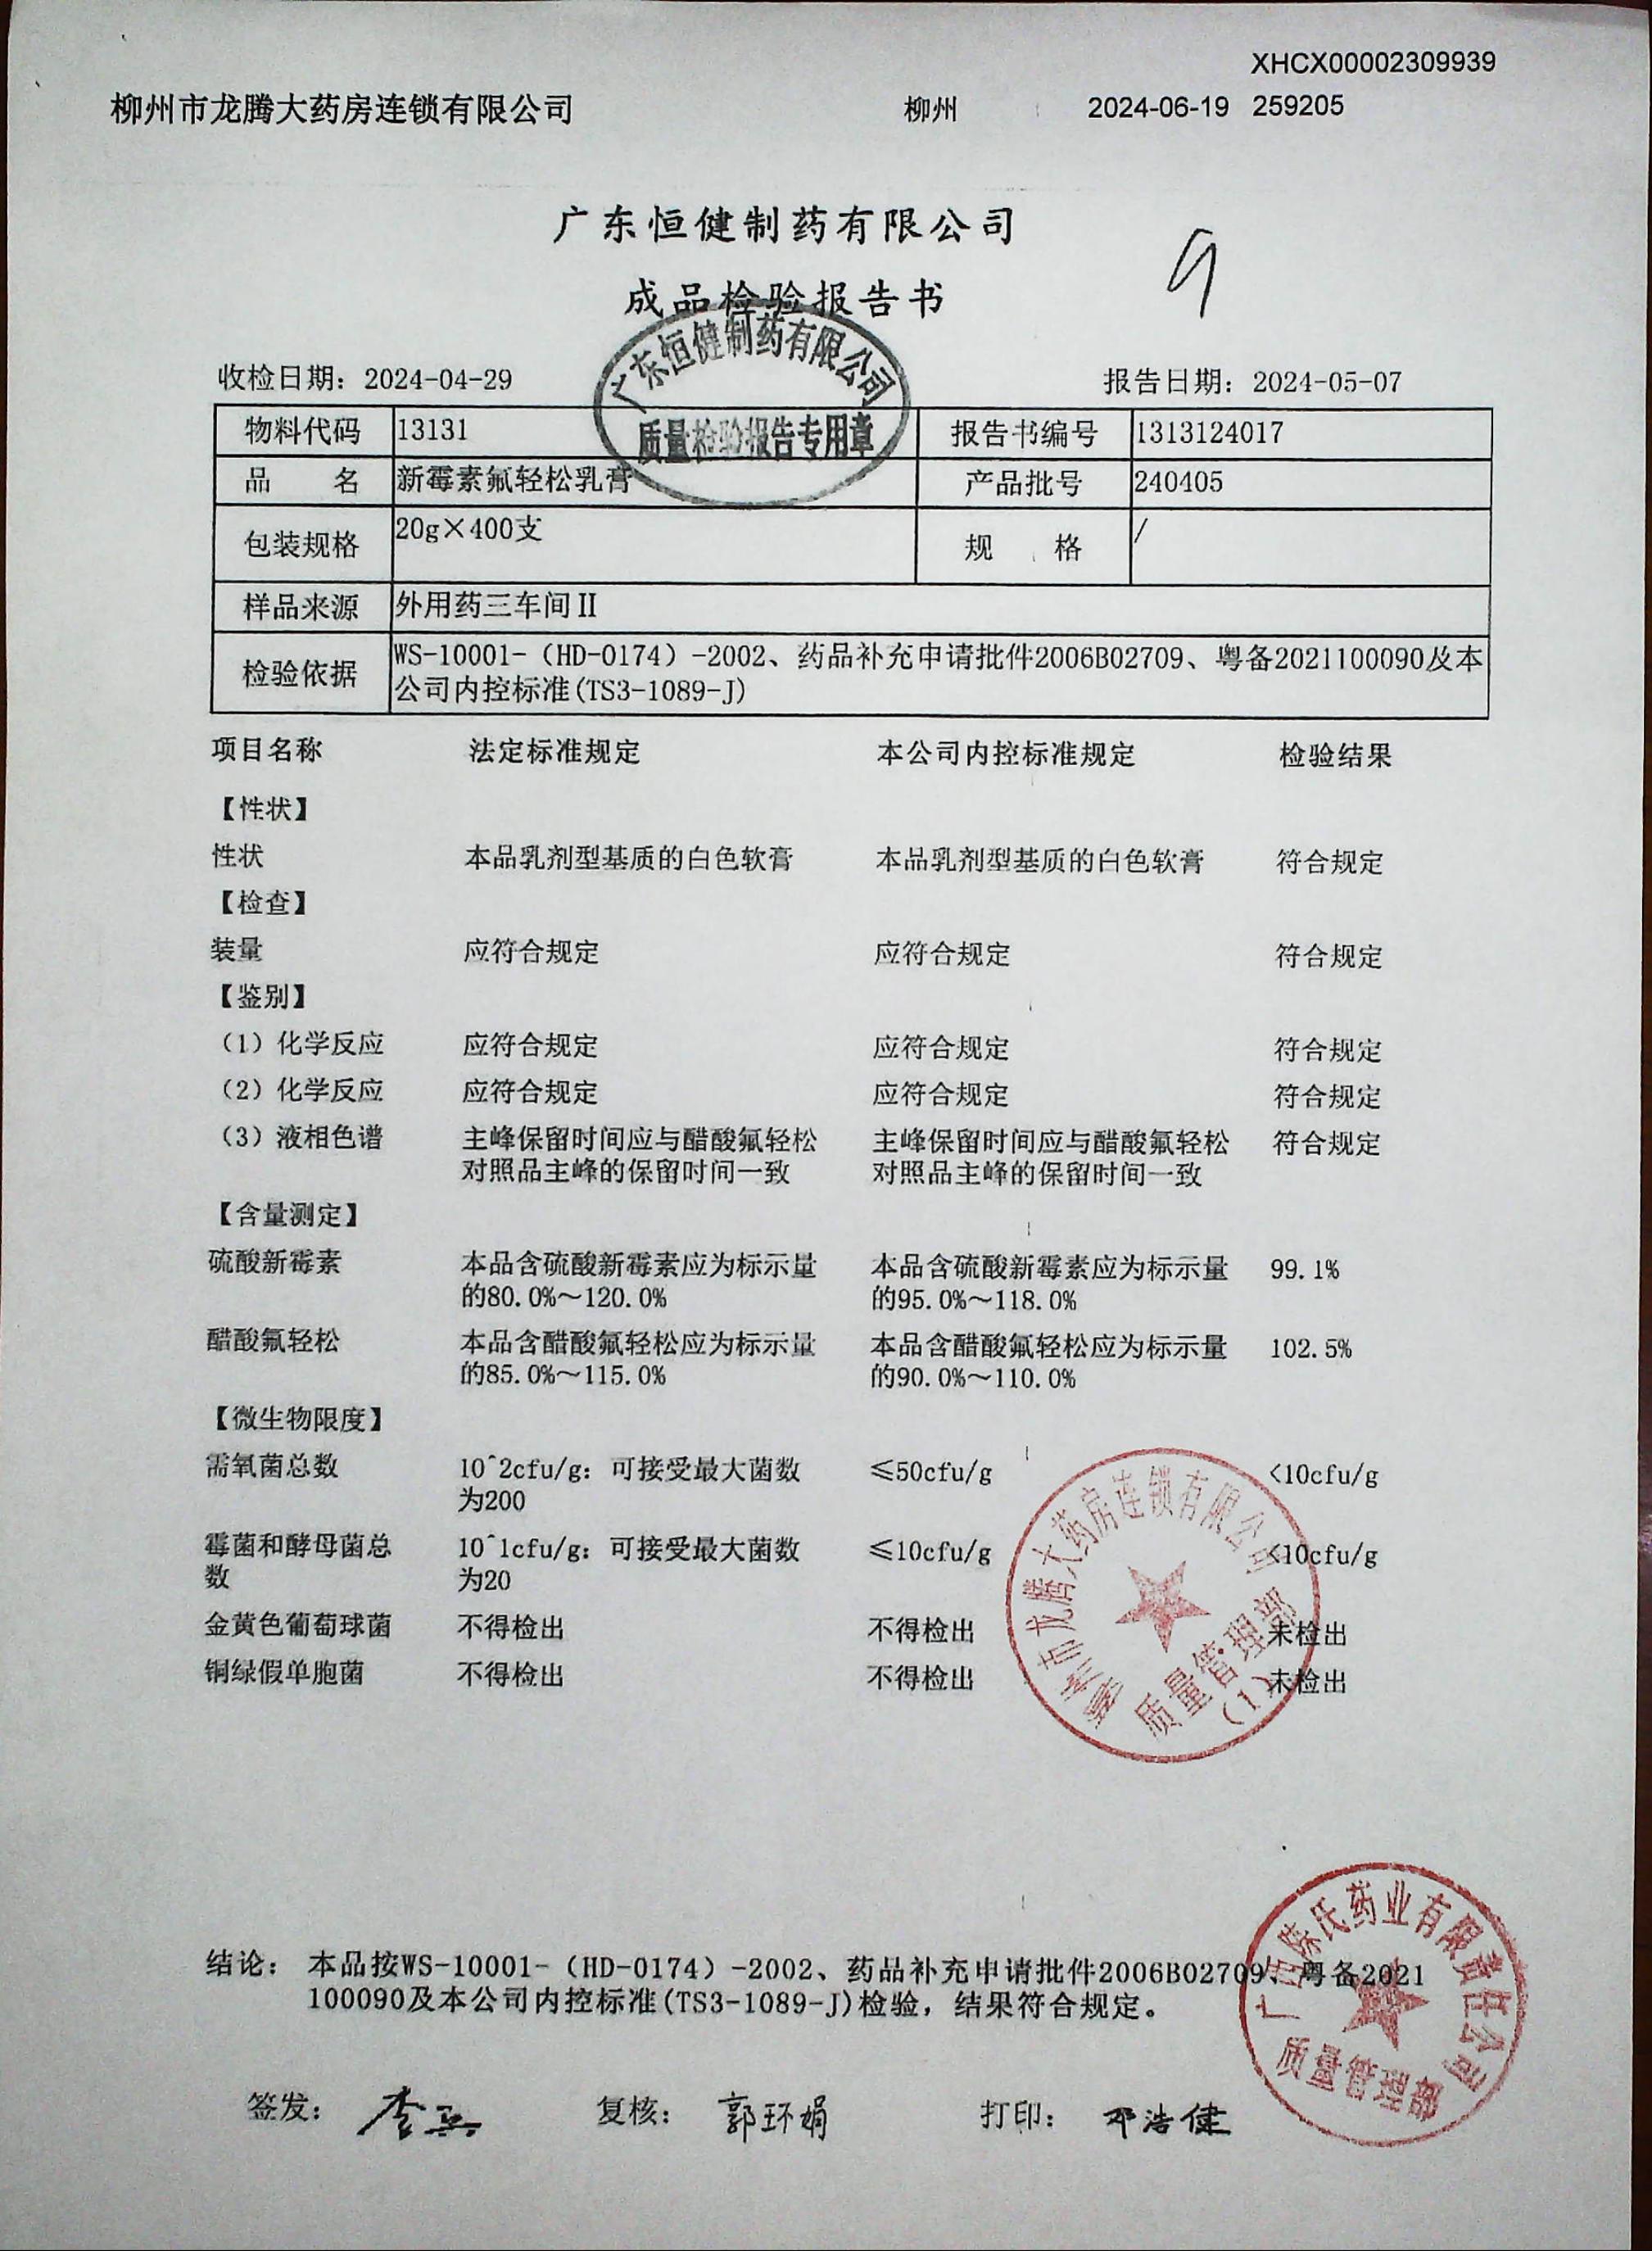 XHCX00002309939
柳州市龙腾大药房连锁有限公司 柳州 2024-06-19 259205
广东恒健制药有限公司
9
成品检验报告书
广东恒健制药有限公司
质量检验报告专用章
收检日期：2024-04-29 报告日期：2024-05-07
物料代码 13131 报告书编号 1313124017
品 名 新霉素氟轻松乳膏 产品批号 240405
包装规格 20g×400支 规 格 /
样品来源 外用药三车间Ⅱ
检验依据 WS-10001-（HD-0174）-2002、药品补充申请批件2006B02709、粤备2021100090及本
公司内控标准(TS3-1089-J)
项目名称 法定标准规定 本公司内控标准规定 检验结果
【性状】
性状 本品乳剂型基质的白色软膏 本品乳剂型基质的白色软膏 符合规定
【检查】
装量 应符合规定 应符合规定 符合规定
【鉴别】
（1）化学反应 应符合规定 应符合规定 符合规定
（2）化学反应 应符合规定 应符合规定 符合规定
（3）液相色谱 主峰保留时间应与醋酸氟轻松 主峰保留时间应与醋酸氟轻松 符合规定
对照品主峰的保留时间一致 对照品主峰的保留时间一致
【含量测定】
硫酸新霉素 本品含硫酸新霉素应为标示量 本品含硫酸新霉素应为标示量 99.1%
的80.0%～120.0% 的95.0%～118.0%
醋酸氟轻松 本品含醋酸氟轻松应为标示量 本品含醋酸氟轻松应为标示量 102.5%
的85.0%～115.0% 的90.0%～110.0%
【微生物限度】
需氧菌总数 10^2cfu/g：可接受最大菌数 ≤50cfu/g <10cfu/g
为200
霉菌和酵母菌总 10^1cfu/g：可接受最大菌数 ≤10cfu/g <10cfu/g
数 为20
金黄色葡萄球菌 不得检出 不得检出 未检出
铜绿假单胞菌 不得检出 不得检出 未检出
市龙腾大药房连锁有限公司
质量管理部
（1）
结论： 本品按WS-10001-（HD-0174）-2002、药品补充申请批件2006B02709、粤备2021
100090及本公司内控标准(TS3-1089-J)检验，结果符合规定。
广西蔡氏药业有限责任公司
质量管理部
签发： 李 复核： 郭环娟 打印： 邓浩健